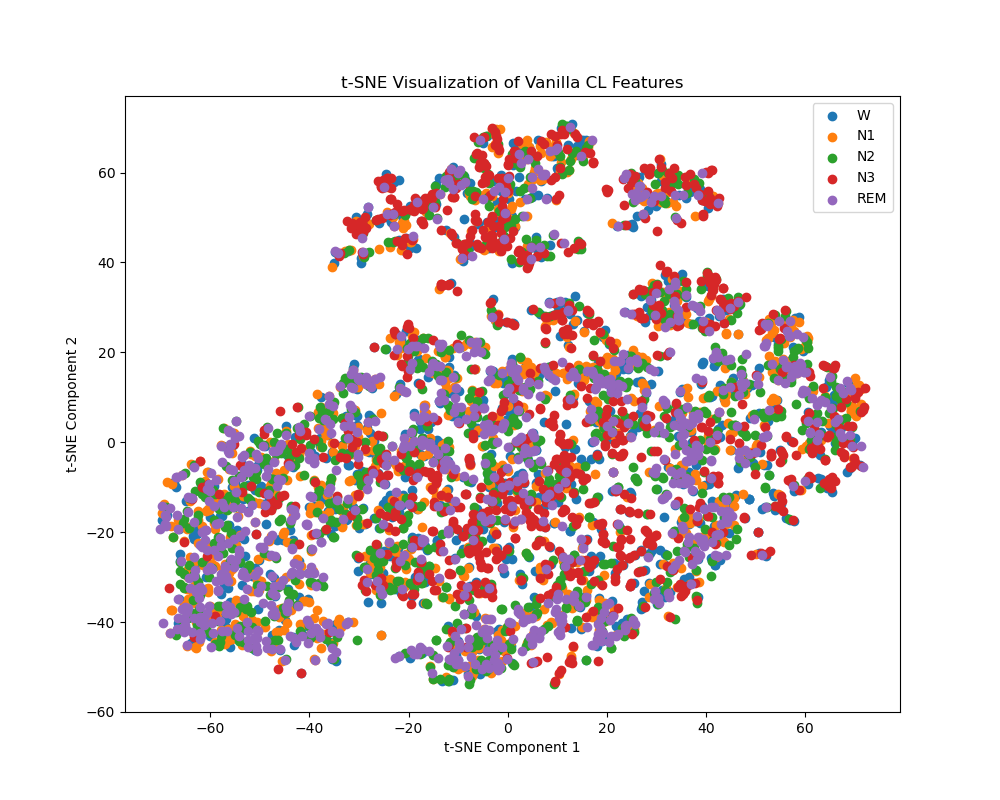 t-SNE Visualization of Vanilla CL Features
W
N1
N2
N3
REM
t-SNE Component 2
60
40
20
0
−20
−40
−60
−60
−40
−20
0
20
40
60
t-SNE Component 1